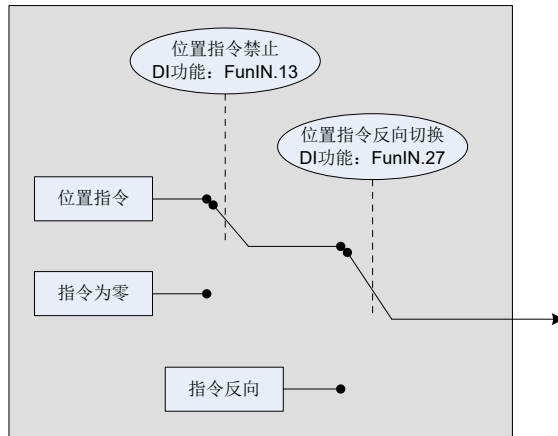 位置指令禁止
DI功能：FunIN.13
位置指令反向切换
DI功能：FunIN.27
位置指令
指令为零
指令反向